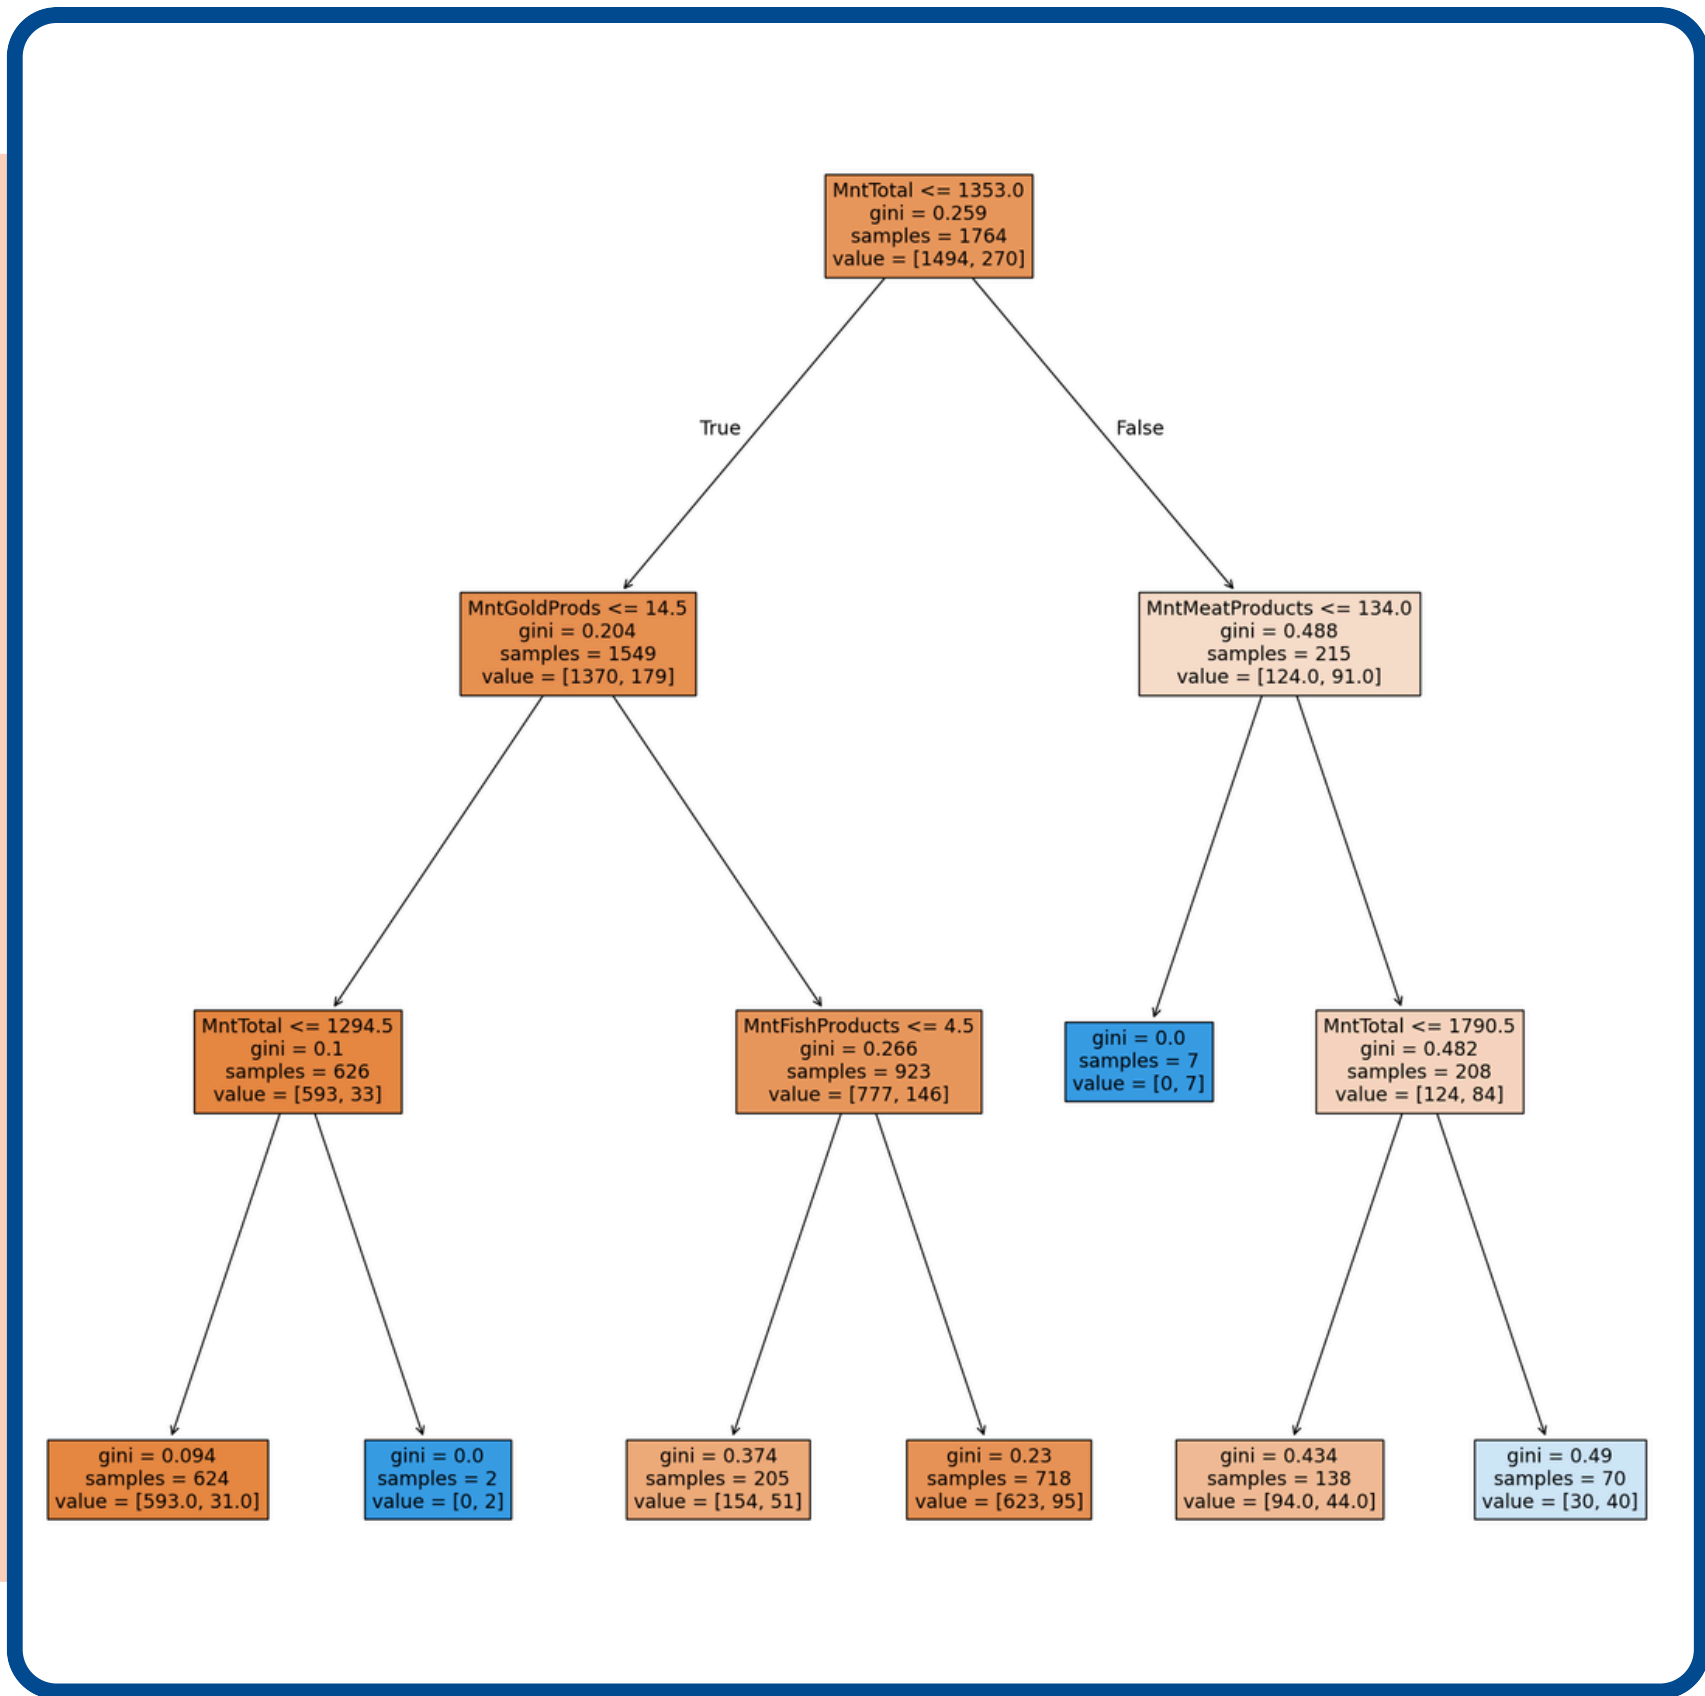 MntTotal <= 1353.0
gini = 0.259
samples = 1764
value = [1494, 270]
True
False
MntGoldProds <= 14.5
gini = 0.204
samples = 1549
value = [1370, 179]
MntMeatProducts <= 134.0
gini = 0.488
samples = 215
value = [124.0, 91.0]
MntTotal <= 1294.5
gini = 0.1
samples = 626
value = [593, 33]
MntFishProducts <= 4.5
gini = 0.266
samples = 923
value = [777, 146]
gini = 0.0
samples = 7
value = [0, 7]
MntTotal <= 1790.5
gini = 0.482
samples = 208
value = [124, 84]
gini = 0.094
samples = 624
value = [593.0, 31.0]
gini = 0.0
samples = 2
value = [0, 2]
gini = 0.374
samples = 205
value = [154, 51]
gini = 0.23
samples = 718
value = [623, 95]
gini = 0.434
samples = 138
value = [94.0, 44.0]
gini = 0.49
samples = 70
value = [30, 40]